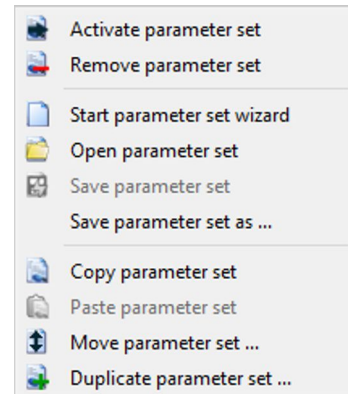 Activate parameter set
Remove parameter set
Start parameter set wizard
Open parameter set
Save parameter set
Save parameter set as ...
Copy parameter set
Paste parameter set
Move parameter set ...
Duplicate parameter set ...